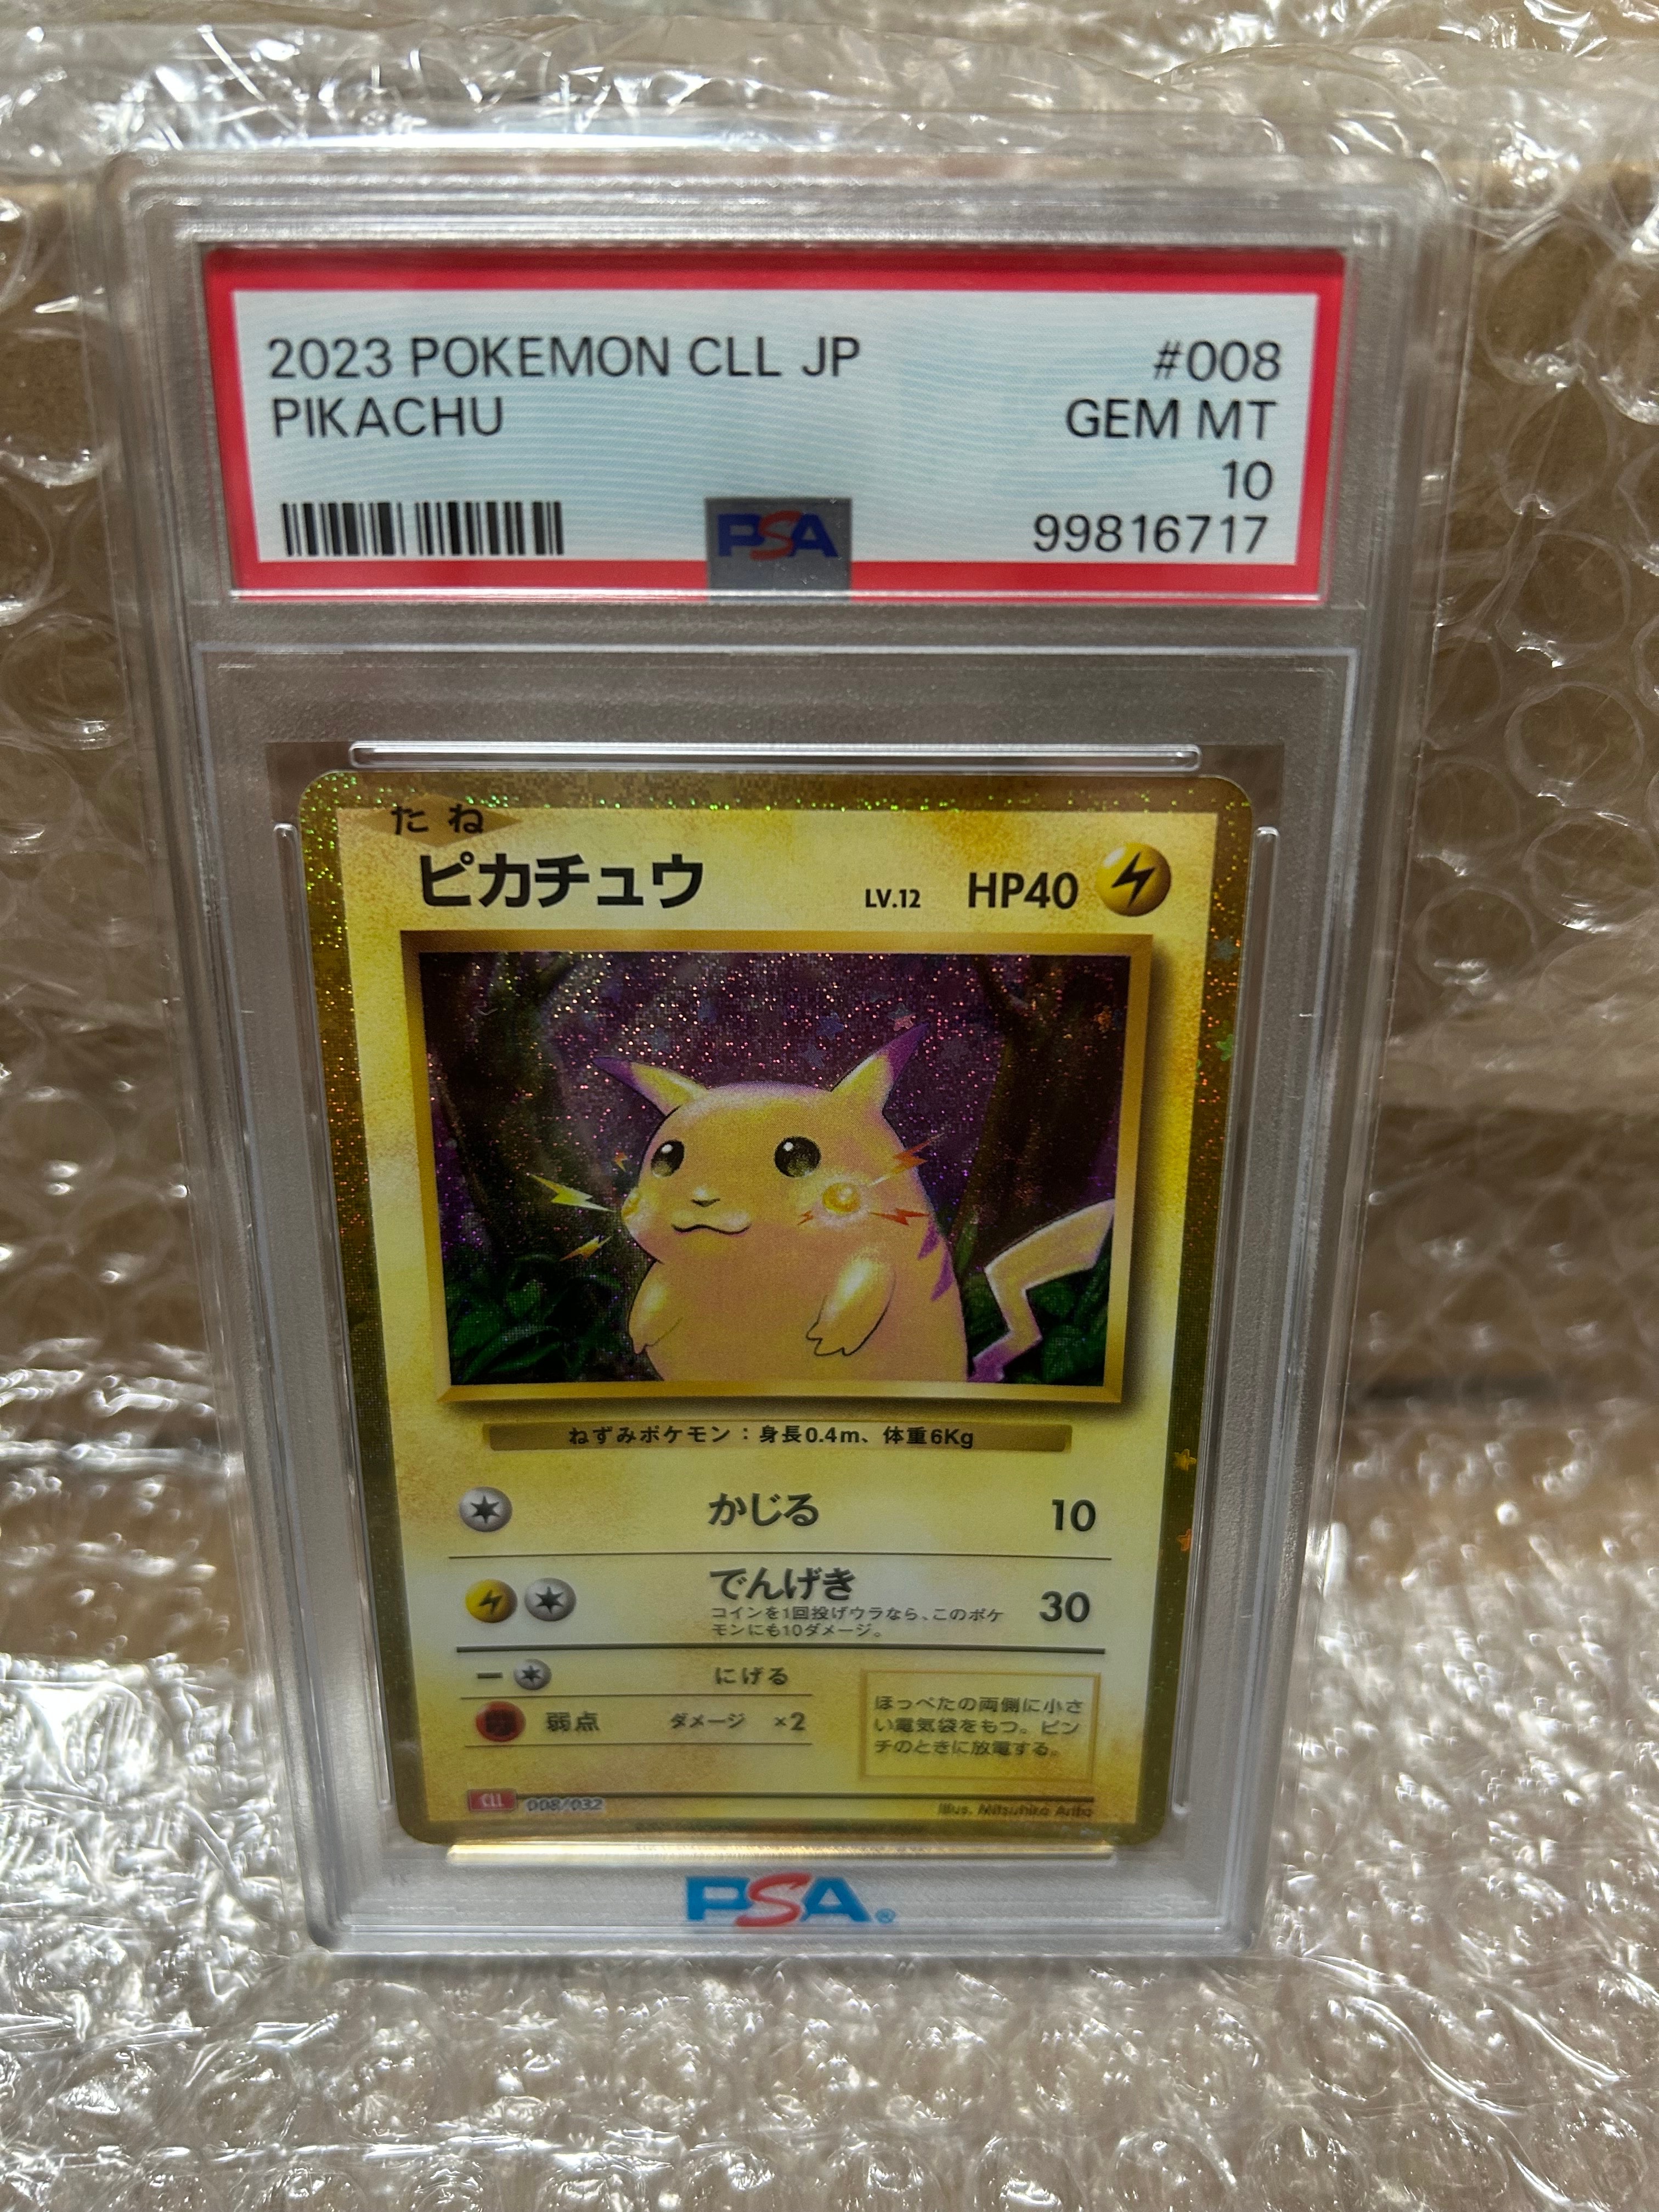 2023 POKEMON CLL JP #008
PIKACHU GEM MT
10
PSA 99816717
たね
ピカチュウ LV.12 HP40
ねずみポケモン：身長0.4m、体重6Kg
かじる 10
でんげき 30
コインを1回投げウラなら、このポケ
モンにも10ダメージ。
にげる
弱点 ダメージ ×2
ほっぺたの両側に小さ
い電気袋をもつ。ピン
チのときに放電する。
CLL 008/032 Illus. Mitsuhiro Arita
PSA®